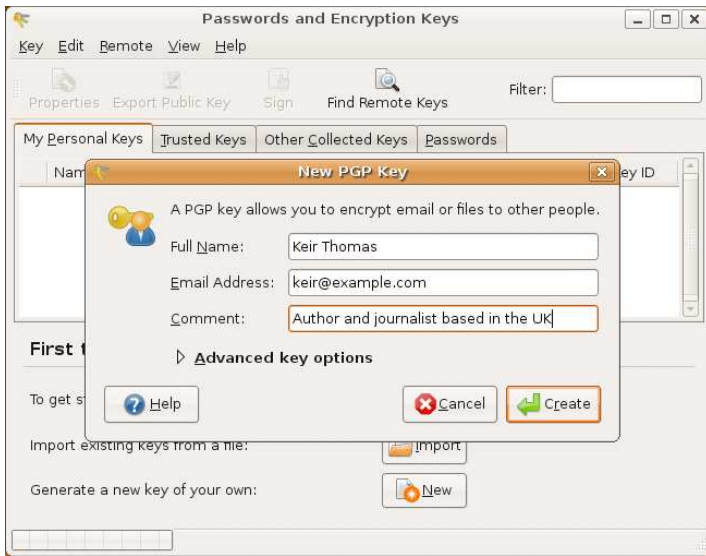 Passwords and Encryption Keys
Key Edit Remote View Help
Properties Export Public Key Sign Find Remote Keys Filter:
My Personal Keys Trusted Keys Other Collected Keys Passwords
Nam ey ID
New PGP Key
A PGP key allows you to encrypt email or files to other people.
Full Name: Keir Thomas
Email Address: keir@example.com
Comment: Author and journalist based in the UK
Advanced key options
First t
To get s
Help Cancel Create
Import existing keys from a file: Import
Generate a new key of your own: New